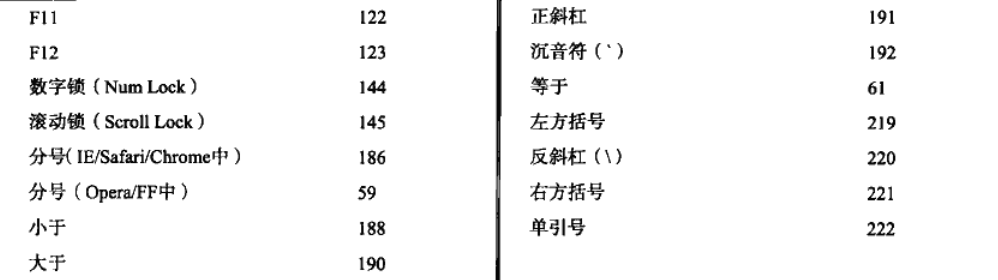 F11 122
F12 123
数字锁（Num Lock） 144
滚动锁（Scroll Lock） 145
分号（IE/Safari/Chrome中） 186
分号（Opera/FF中） 59
小于 188
大于 190
正斜杠 191
沉音符（`） 192
等于 61
左方括号 219
反斜杠（\） 220
右方括号 221
单引号 222